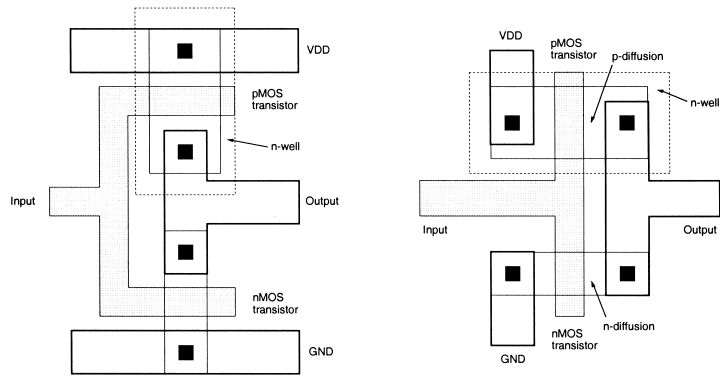 VDD
pMOS
transistor
n-well
Input
Output
nMOS
transistor
GND
VDD
pMOS
transistor
p-diffusion
n-well
Input
Output
n-diffusion
nMOS
transistor
GND